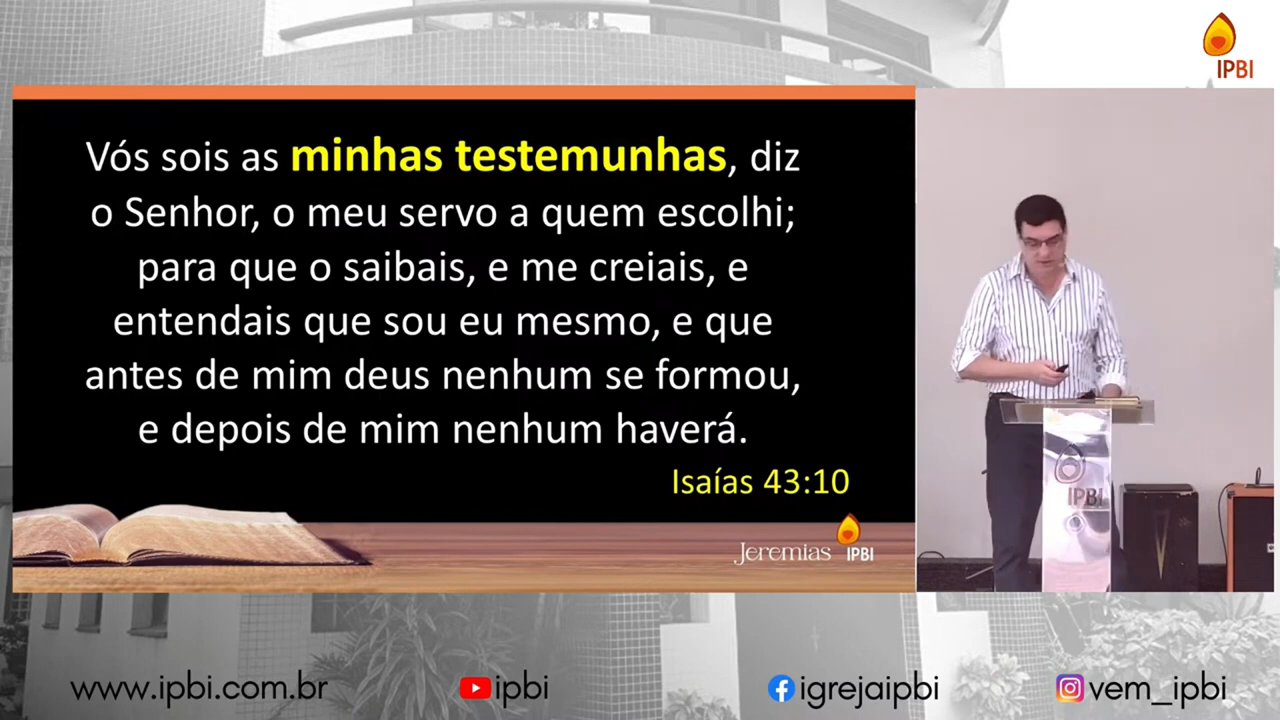 IPBI
Vós sois as minhas testemunhas, diz
o Senhor, o meu servo a quem escolhi;
para que o saibais, e me creiais, e
entendais que sou eu mesmo, e que
antes de mim deus nenhum se formou,
e depois de mim nenhum haverá.
Isaías 43:10
Jeremias IPBI
IPBI
www.ipbi.com.br
ipbi
igrejaipbi
vem_ipbi